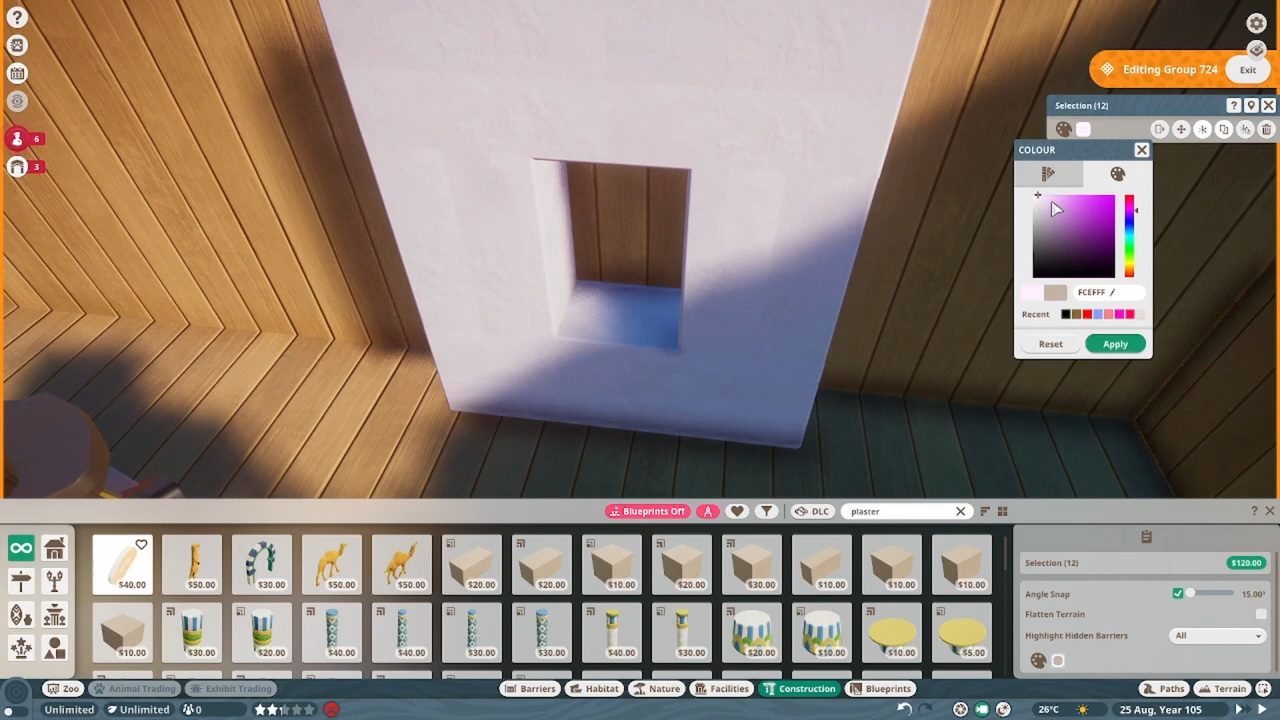 ?
Editing Group 724
Exit
Selection (12)
?
6
3
COLOUR
FCEFFF
Recent
Reset
Apply
Blueprints Off
DLC
plaster
?
$40.00
$50.00
$30.00
$50.00
$50.00
$20.00
$20.00
$10.00
$20.00
$30.00
$10.00
$10.00
$10.00
$10.00
$30.00
$20.00
$40.00
$40.00
$30.00
$30.00
$40.00
$30.00
$20.00
$10.00
$10.00
$5.00
Selection (12)
$120.00
Angle Snap
15.00°
Flatten Terrain
Highlight Hidden Barriers
All
Zoo
Animal Trading
Exhibit Trading
Barriers
Habitat
Nature
Facilities
Construction
Blueprints
Paths
Terrain
Unlimited
Unlimited
0
26°C
25 Aug, Year 105